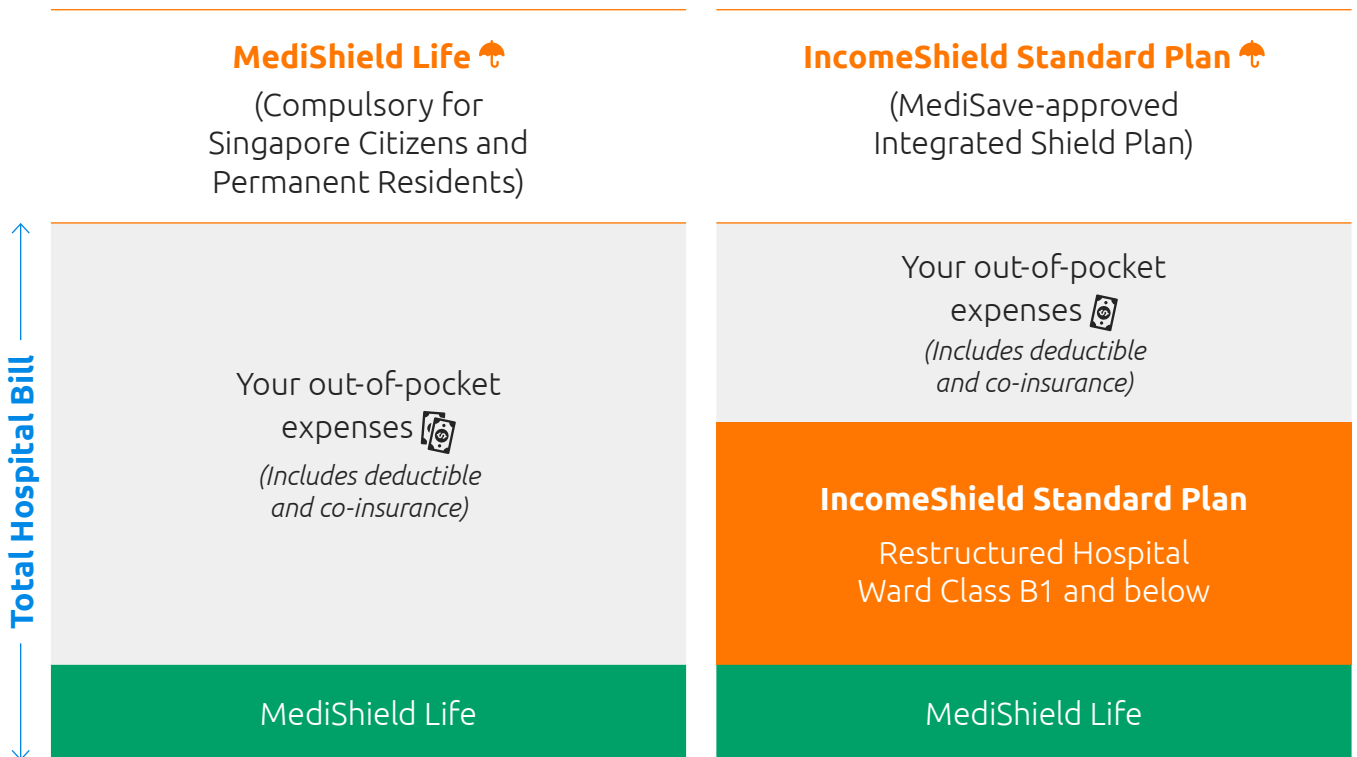 MediShield Life
(Compulsory for
Singapore Citizens and
Permanent Residents)
IncomeShield Standard Plan
(MediSave-approved
Integrated Shield Plan)
Total Hospital Bill
Your out-of-pocket
expenses
(Includes deductible
and co-insurance)
MediShield Life
Your out-of-pocket
expenses
(Includes deductible
and co-insurance)
IncomeShield Standard Plan
Restructured Hospital
Ward Class B1 and below
MediShield Life